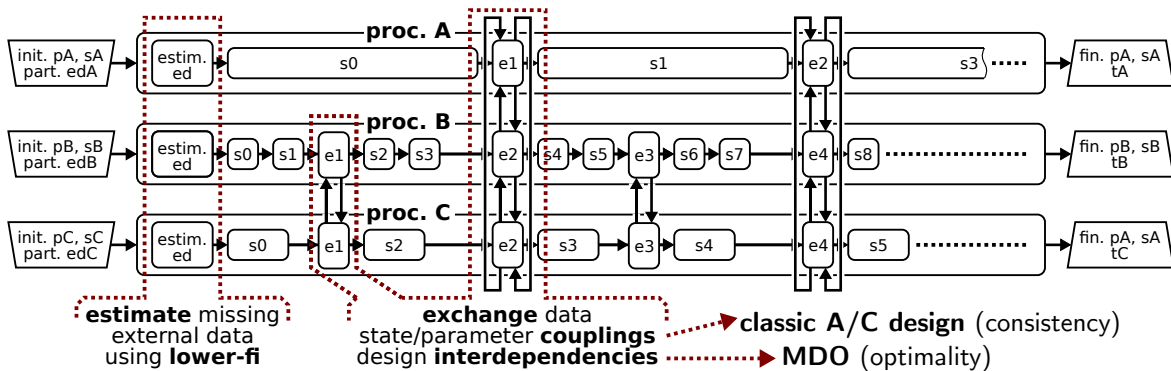 proc. A
init. pA, sA
part. edA
estim.
ed
s0
e1
s1
e2
s3
fin. pA, sA
tA
proc. B
init. pB, sB
part. edB
estim.
ed
s0
s1
e1
s2
s3
e2
s4
s5
e3
s6
s7
e4
s8
fin. pB, sB
tB
proc. C
init. pC, sC
part. edC
estim.
ed
s0
e1
s2
e2
s3
e3
s4
e4
s5
fin. pA, sA
tC
estimate missing
external data
using lower-fi
exchange data
state/parameter couplings
design interdependencies
classic A/C design (consistency)
MDO (optimality)